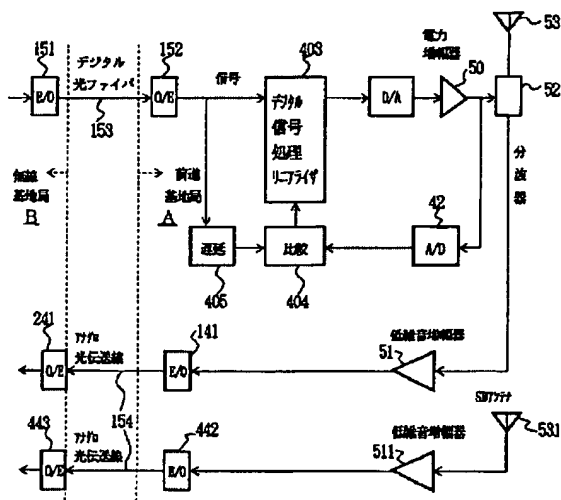 151
デジタル
光ファイバ
152
信号
403
電力
増幅器
50
53
E/O
O/E
デジタル
信号
処理
リニアライザ
D/A
52
153
無線
基地局
B
前進
基地局
A
分
波
器
遅延
405
比較
404
42
A/D
241
アナグロ
光伝送線
141
低雑音増幅器
51
O/E
E/O
154
SDアンテナ
443
アナグロ
光伝送線
442
低雑音増幅器
511
531
O/E
E/O